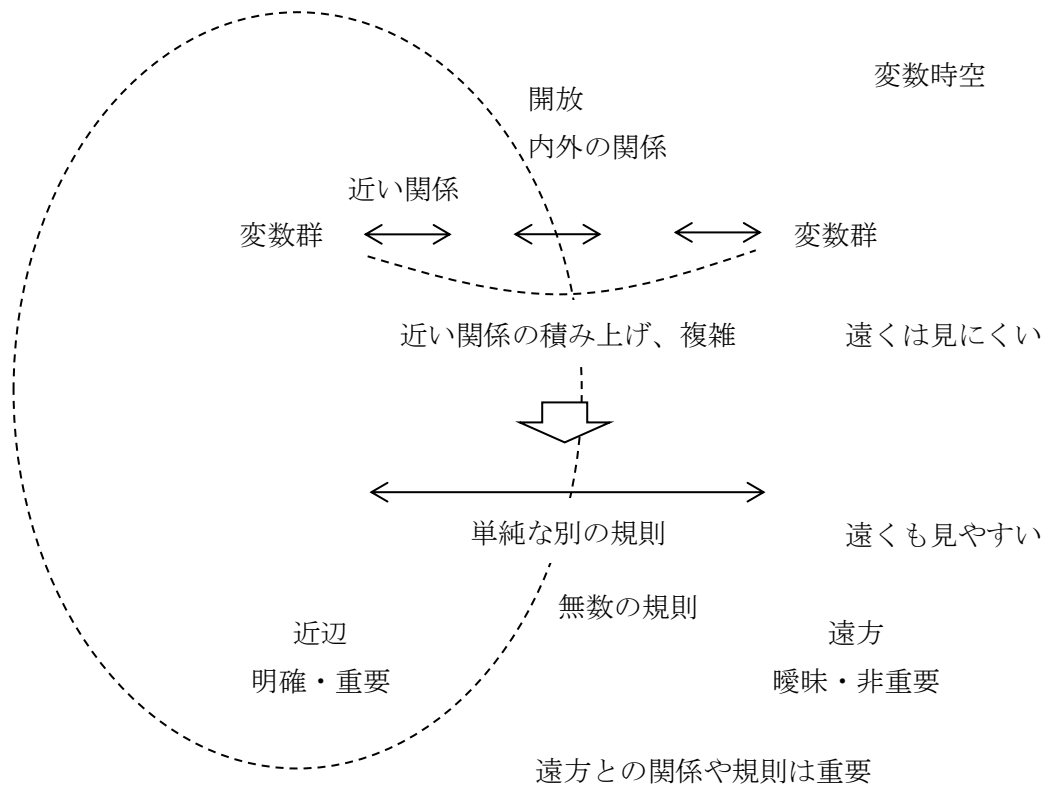 変数時空
開放
内外の関係
近い関係
変数群
変数群
近い関係の積み上げ、複雑
遠くは見にくい
単純な別の規則
遠くも見やすい
無数の規則
近辺
明確・重要
遠方
曖昧・非重要
遠方との関係や規則は重要